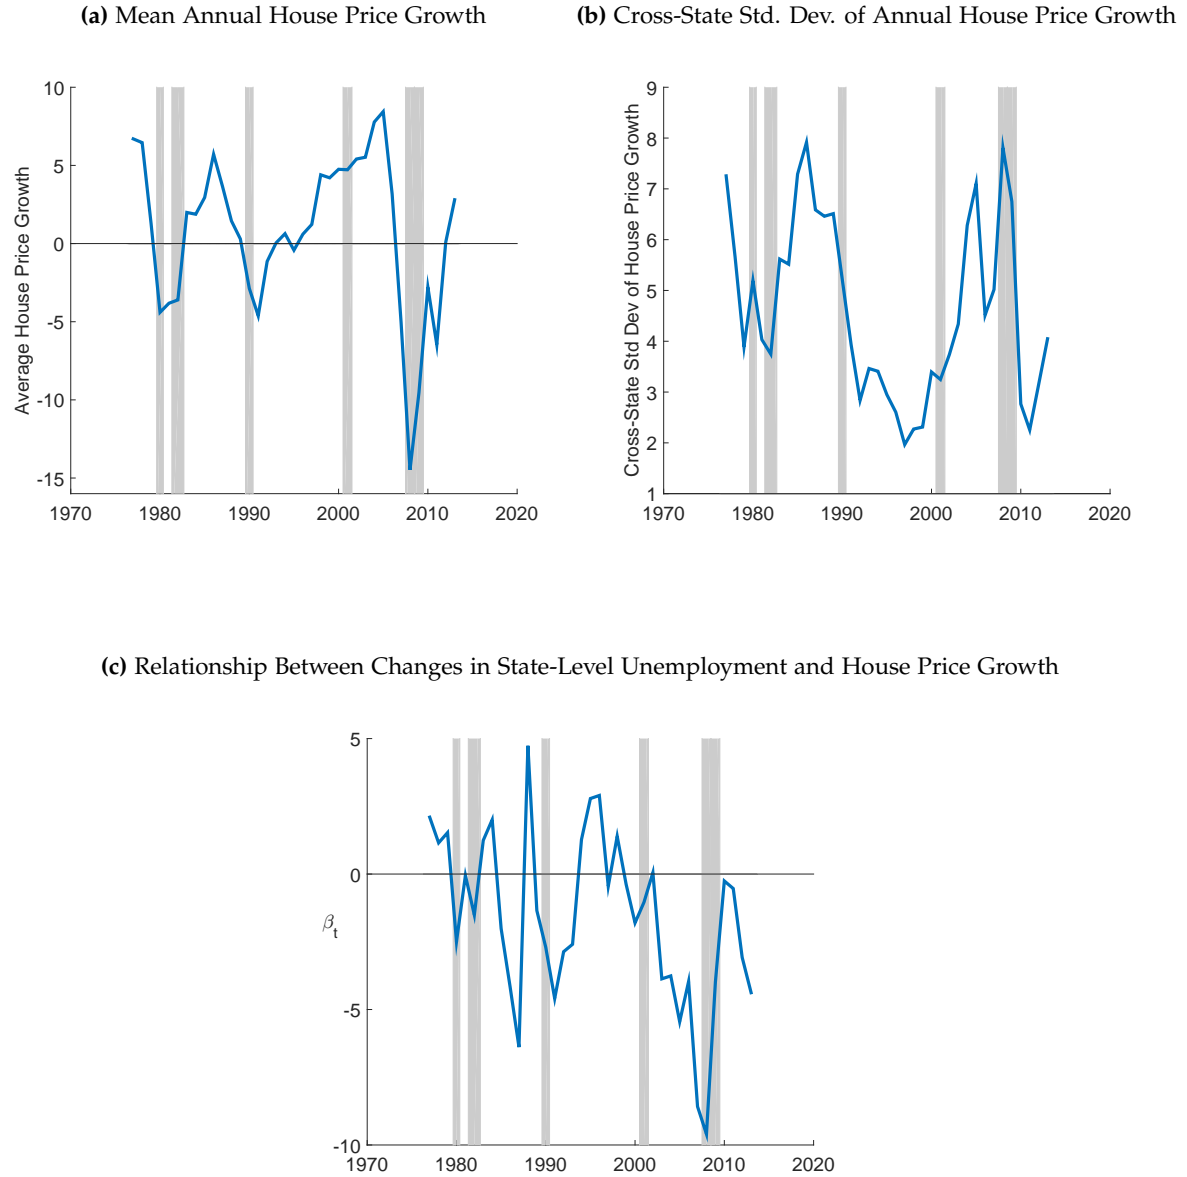 (a) Mean Annual House Price Growth
(b) Cross-State Std. Dev. of Annual House Price Growth
Average House Price Growth
10
5
0
-5
-10
-15
1970 1980 1990 2000 2010 2020
Cross-State Std Dev of House Price Growth
9
8
7
6
5
4
3
2
1
1970 1980 1990 2000 2010 2020
(c) Relationship Between Changes in State-Level Unemployment and House Price Growth
βt
5
0
-5
-10
1970 1980 1990 2000 2010 2020